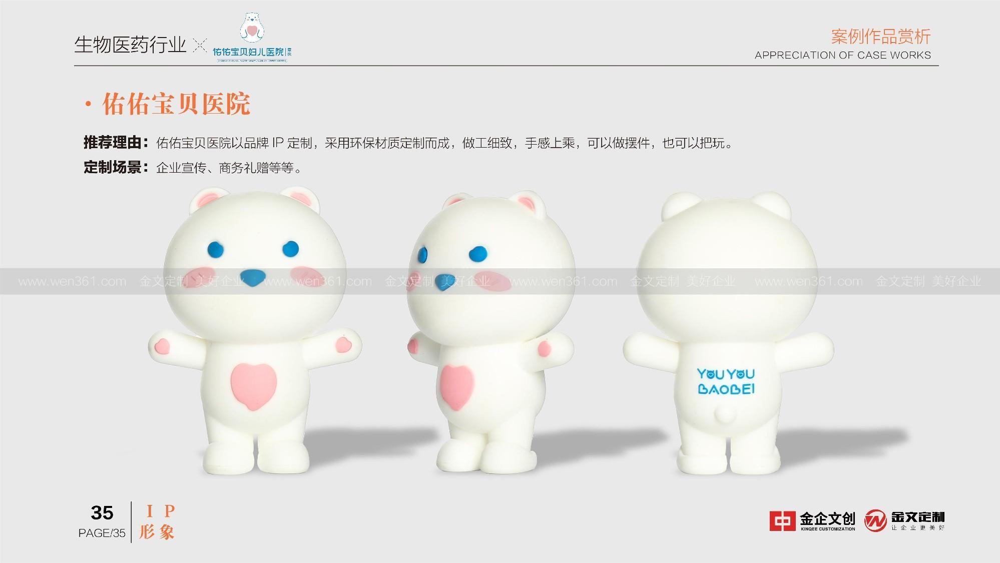 生物医药行业
佑佑宝贝妇儿医院
案例作品赏析
APPRECIATION OF CASE WORKS
·佑佑宝贝医院
推荐理由：佑佑宝贝医院以品牌 IP 定制，采用环保材质定制而成，做工细致，手感上乘，可以做摆件，也可以把玩。
定制场景：企业宣传、商务礼赠等等。
www.wen361.com 金文定制 美好企业 www.wen361.com 金文定制 美好企业 www.wen361.com 金文定制 美好企业 www.wen361.com 金文定制 美好企业
YOUYOU
BAOBEI
35
PAGE/35
IP
形象
金企文创
KINQEE CUSTOMIZATION
金文定制
让企业更美好